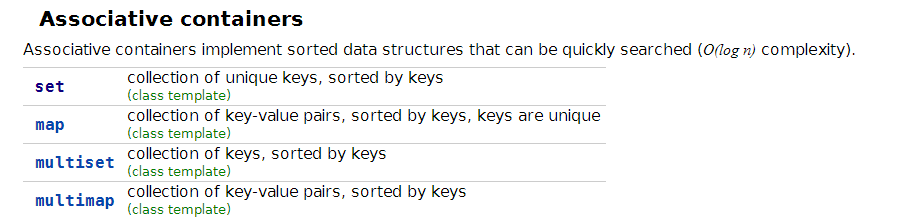 Associative containers
Associative containers implement sorted data structures that can be quickly searched (O(log n) complexity).
set collection of unique keys, sorted by keys
(class template)
map collection of key-value pairs, sorted by keys, keys are unique
(class template)
multiset collection of keys, sorted by keys
(class template)
multimap collection of key-value pairs, sorted by keys
(class template)